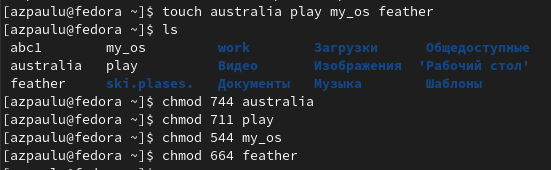 [azpaulu@fedora ~]$ touch australia play my_os feather
[azpaulu@fedora ~]$ ls
abc1 my_os work Загрузки Общедоступные
australia play Видео Изображения 'Рабочий стол'
feather ski.plases. Документы Музыка Шаблоны
[azpaulu@fedora ~]$ chmod 744 australia
[azpaulu@fedora ~]$ chmod 711 play
[azpaulu@fedora ~]$ chmod 544 my_os
[azpaulu@fedora ~]$ chmod 664 feather